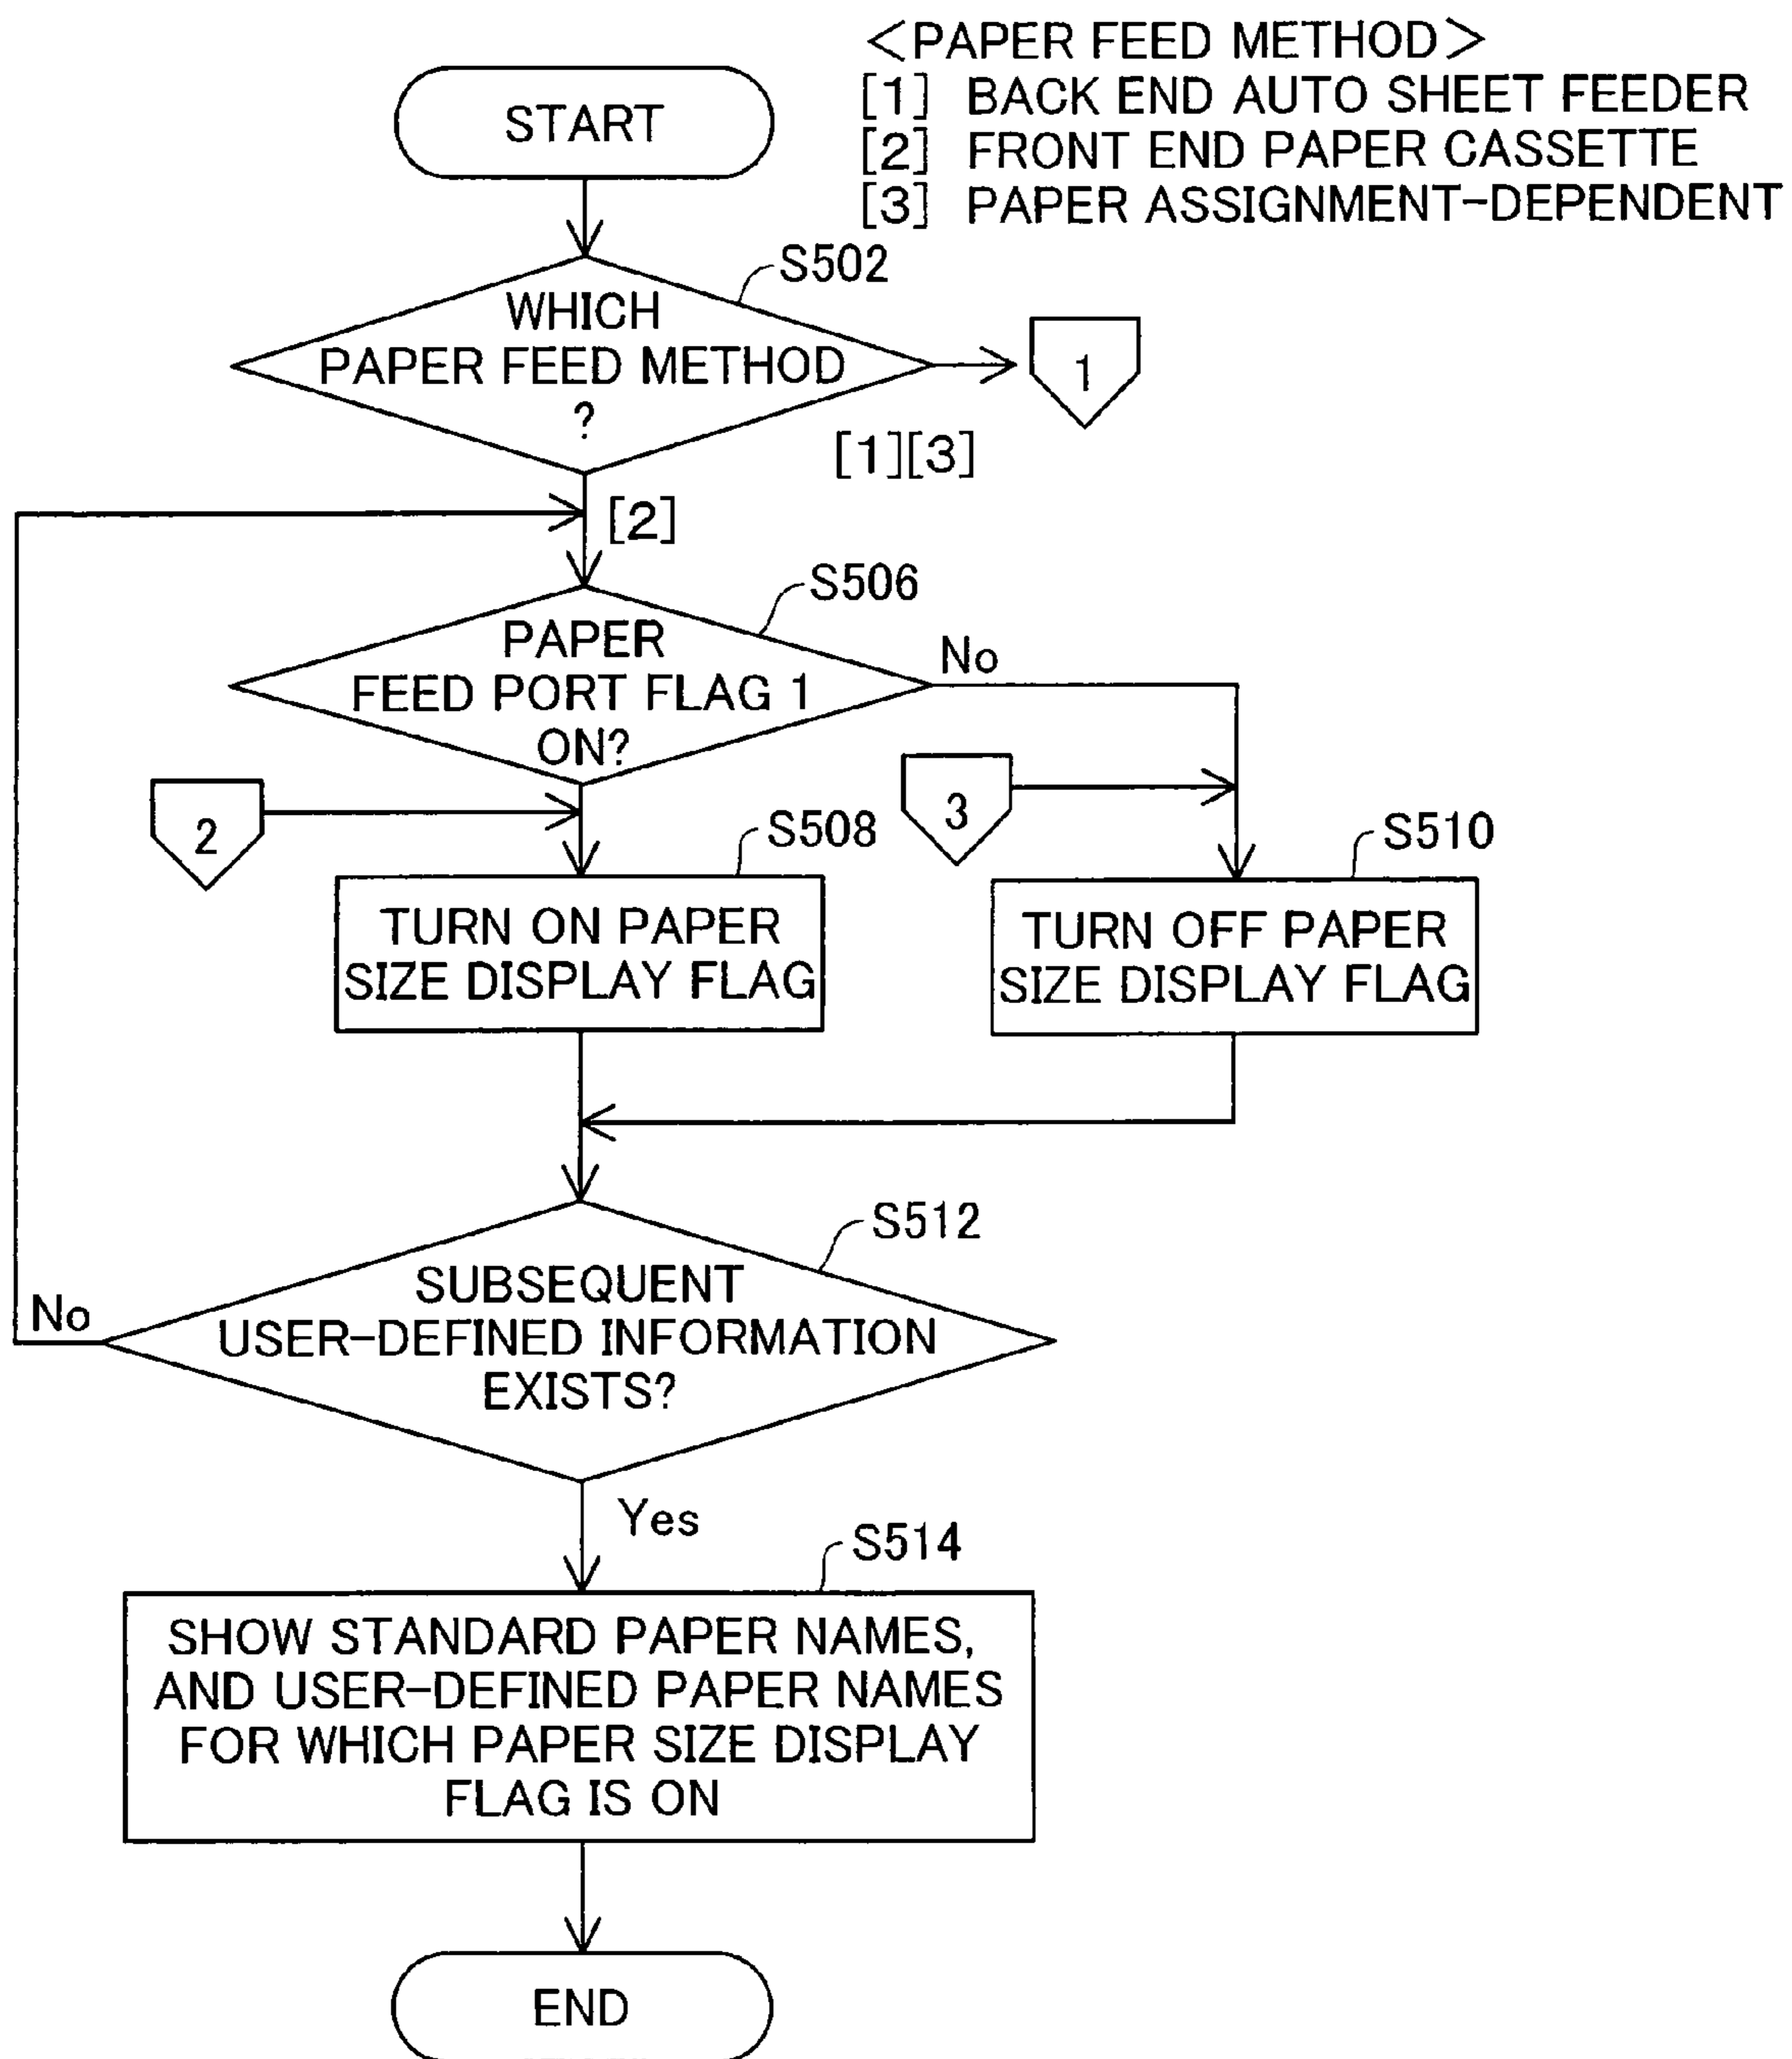 <PAPER FEED METHOD>
[1] BACK END AUTO SHEET FEEDER
[2] FRONT END PAPER CASSETTE
[3] PAPER ASSIGNMENT-DEPENDENT
START
S502
WHICH
PAPER FEED METHOD
?
1
[1][3]
[2]
S506
PAPER
FEED PORT FLAG 1
ON?
No
2
3
S508
TURN ON PAPER
SIZE DISPLAY FLAG
S510
TURN OFF PAPER
SIZE DISPLAY FLAG
S512
SUBSEQUENT
USER-DEFINED INFORMATION
EXISTS?
No
Yes
S514
SHOW STANDARD PAPER NAMES,
AND USER-DEFINED PAPER NAMES
FOR WHICH PAPER SIZE DISPLAY
FLAG IS ON
END